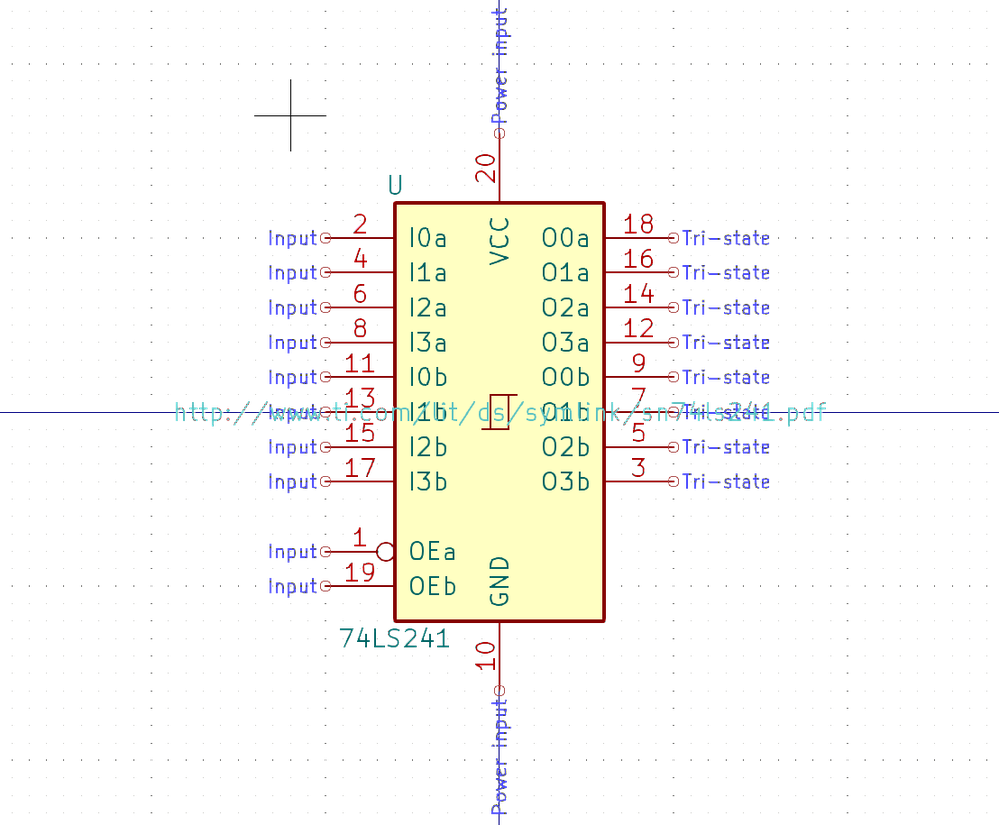 Power input
20
U
VCC
Input 2 I0a O0a 18 Tri-state
Input 4 I1a O1a 16 Tri-state
Input 6 I2a O2a 14 Tri-state
Input 8 I3a O3a 12 Tri-state
Input 11 I0b O0b 9 Tri-state
Input 13 I1b O1b 7 Tri-state
http://www.ti.com/lit/ds/symlink/sn74ls241.pdf
Input 15 I2b O2b 5 Tri-state
Input 17 I3b O3b 3 Tri-state
Input 1 OEa
Input 19 OEb
GND
74LS241
10
Power input